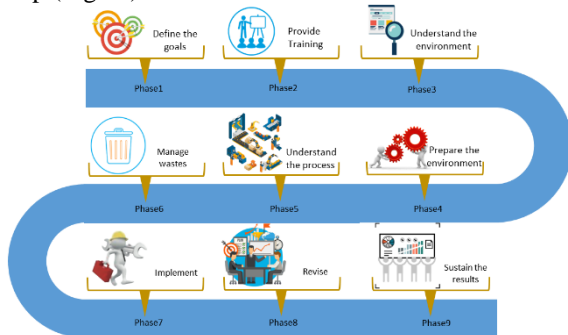 Define the
goals
Provide
Training
Understand the
environment
Phase1
Phase2
Phase3
Manage
wastes
Understand
the process
Prepare the
environment
Phase6
Phase5
Phase4
Implement
Revise
Sustain the
results
Phase7
Phase8
Phase9